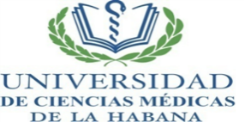 UNIVERSIDAD
DE CIENCIAS MÉDICAS
DE LA HABANA